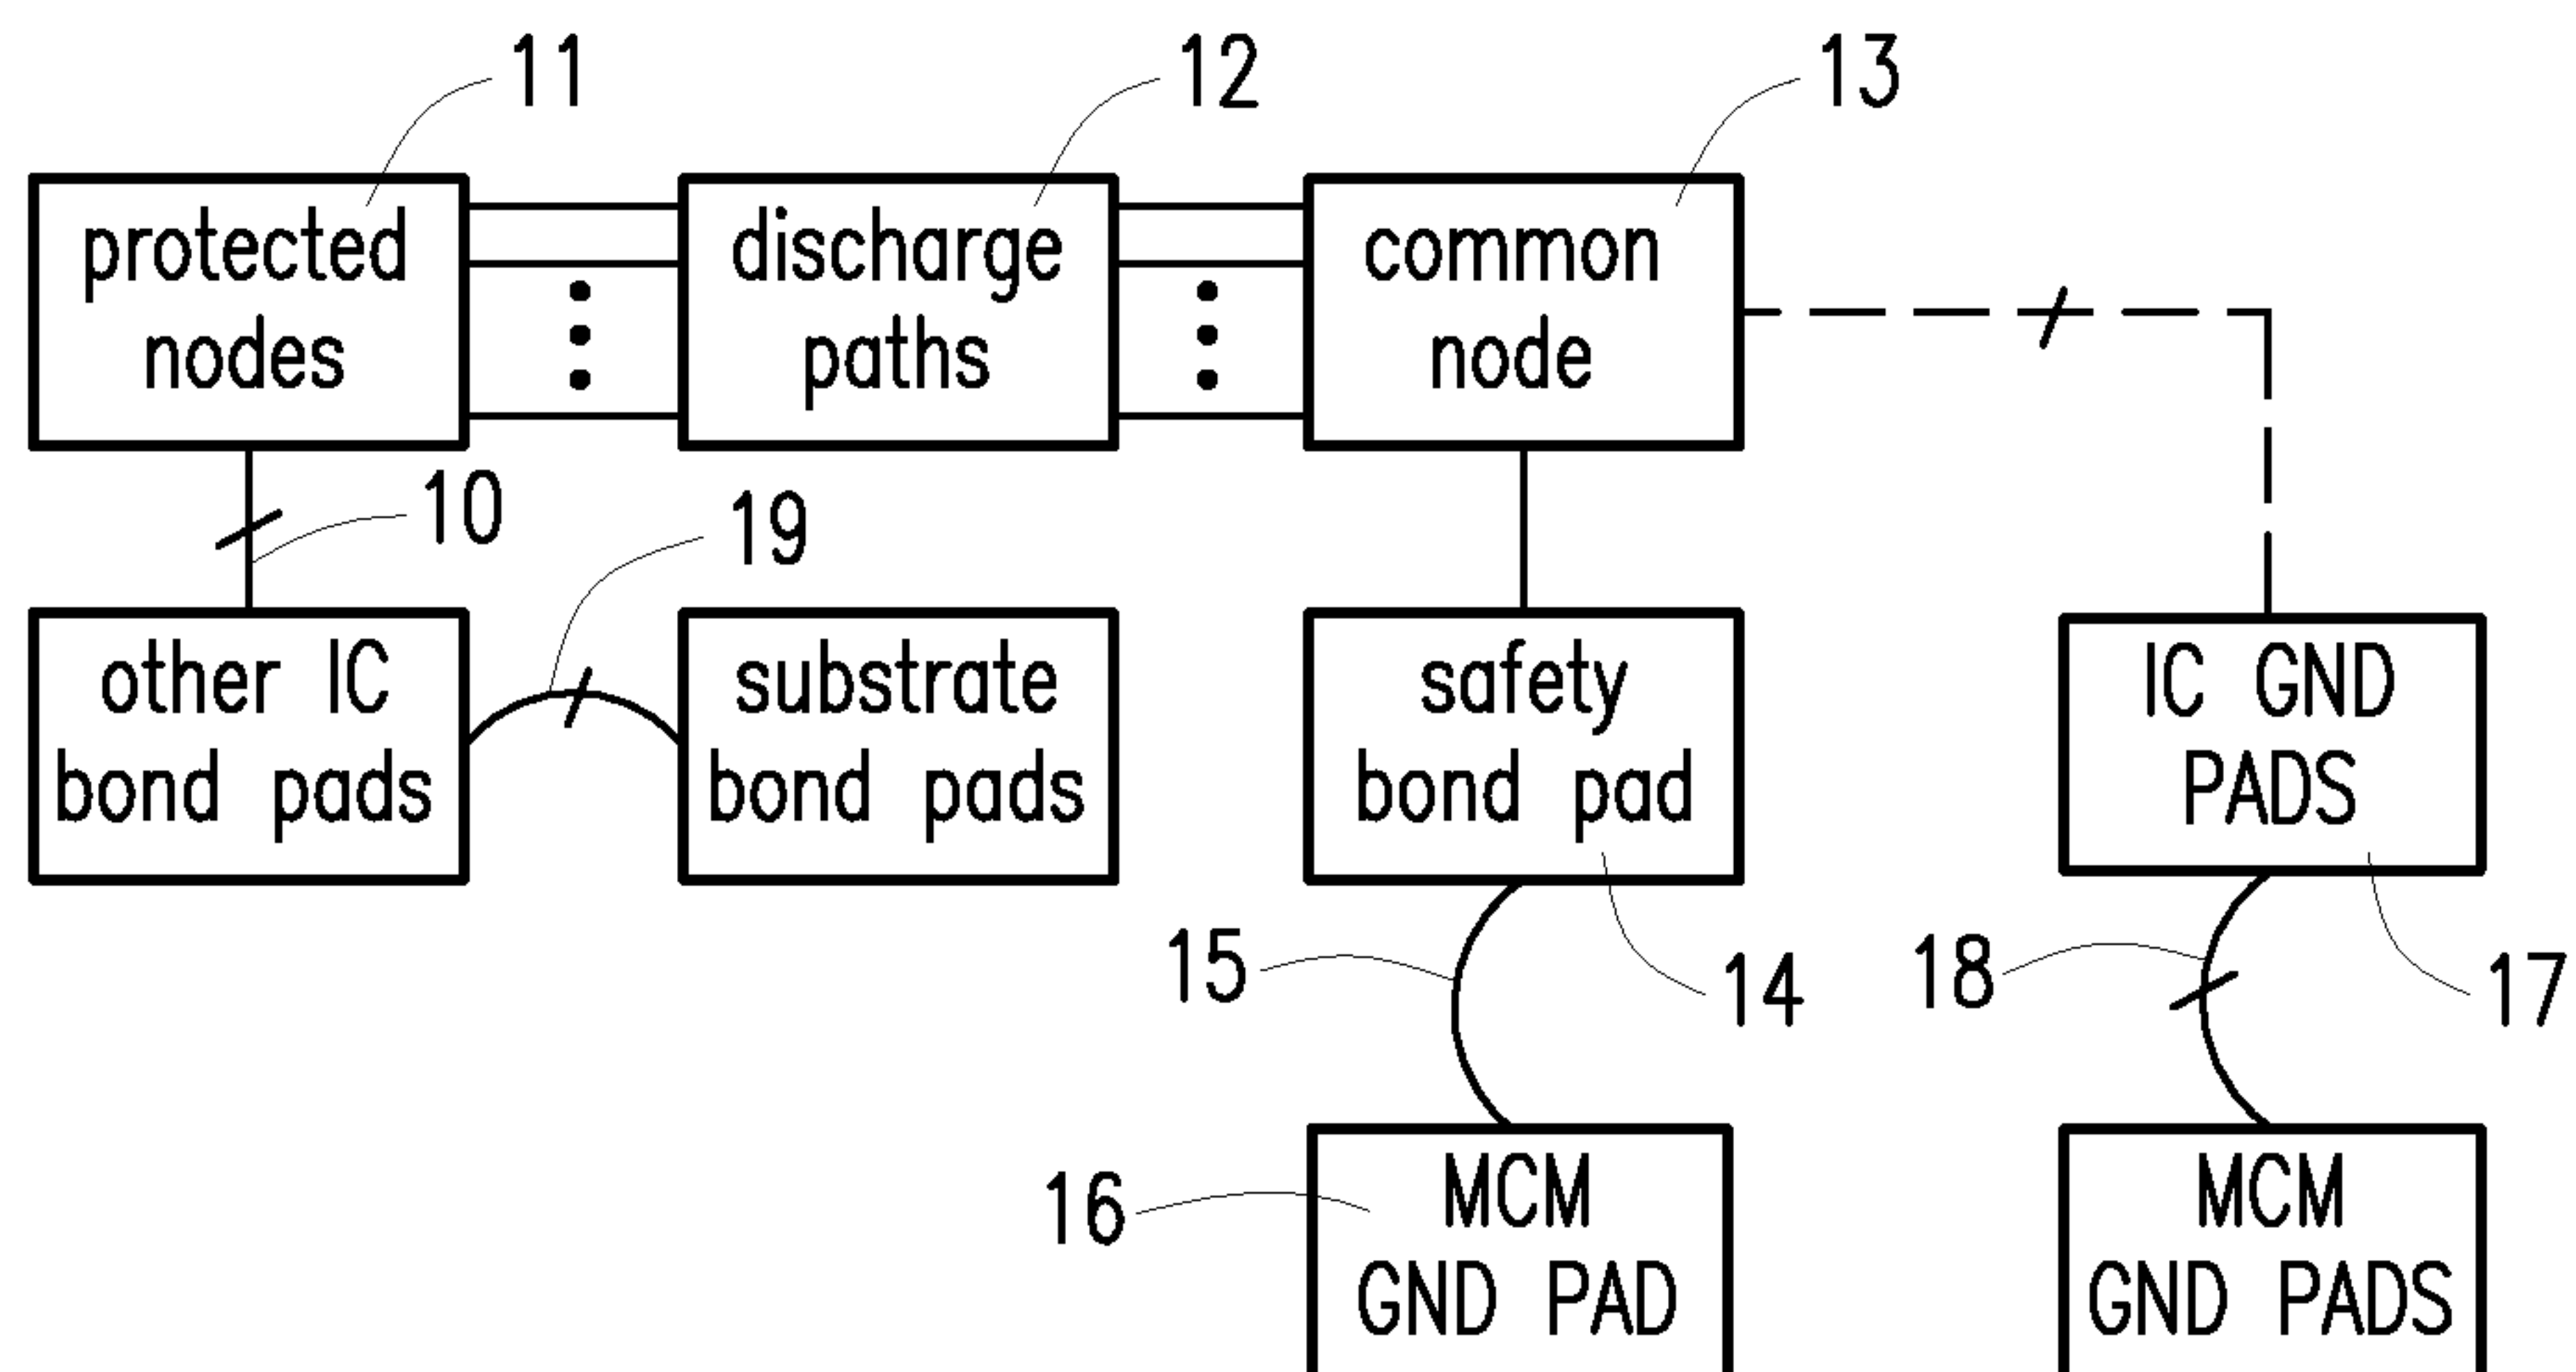 11
12
13
protected
nodes
discharge
paths
common
node
10
19
other IC
bond pads
substrate
bond pads
safety
bond pad
IC GND
PADS
15
14
18
17
16
MCM
GND PAD
MCM
GND PADS